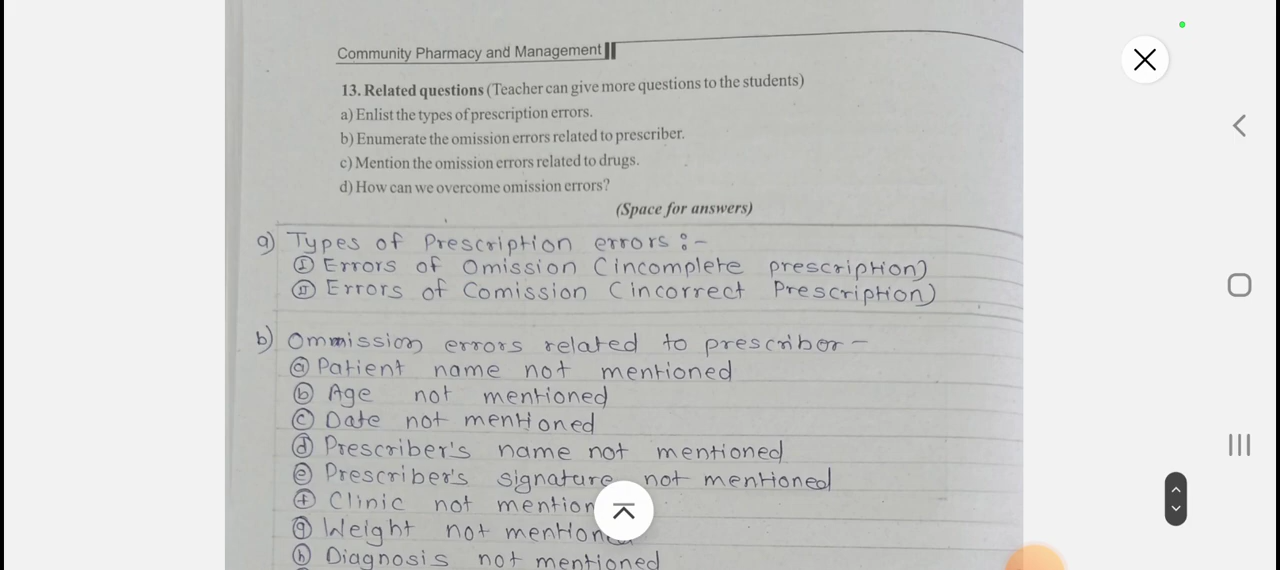 Community Pharmacy and Management
13. Related questions (Teacher can give more questions to the students)
a) Enlist the types of prescription errors.
b) Enumerate the omission errors related to prescriber.
c) Mention the omission errors related to drugs.
d) How can we overcome omission errors?
(Space for answers)
a) Types of Prescription errors :-
I Errors of Omission (incomplete prescription)
II Errors of Comission (incorrect Prescription)
b) Ommission errors related to prescribor -
a Patient name not mentioned
b Age not mentioned
c Date not mentioned
d Prescriber's name not mentioned
e Prescriber's signature not mentioned
f Clinic not
g Weight not
h Diagnosis not mentioned